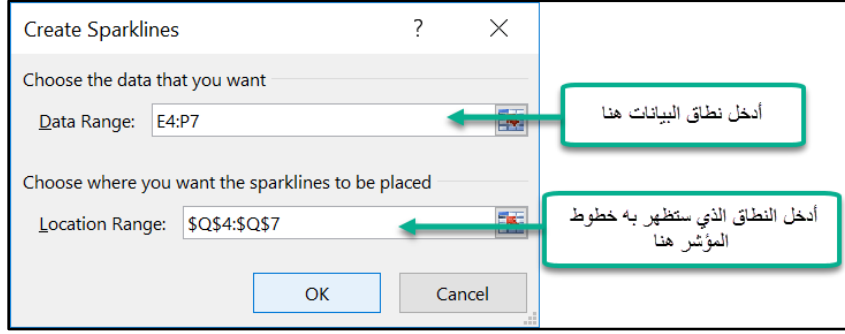 Create Sparklines ? ×
Choose the data that you want
Data Range: E4:P7
أدخل نطاق البيانات هنا
Choose where you want the sparklines to be placed
Location Range: $Q$4:$Q$7
أدخل النطاق الذي ستظهر به خطوط
المؤشر هنا
OK Cancel